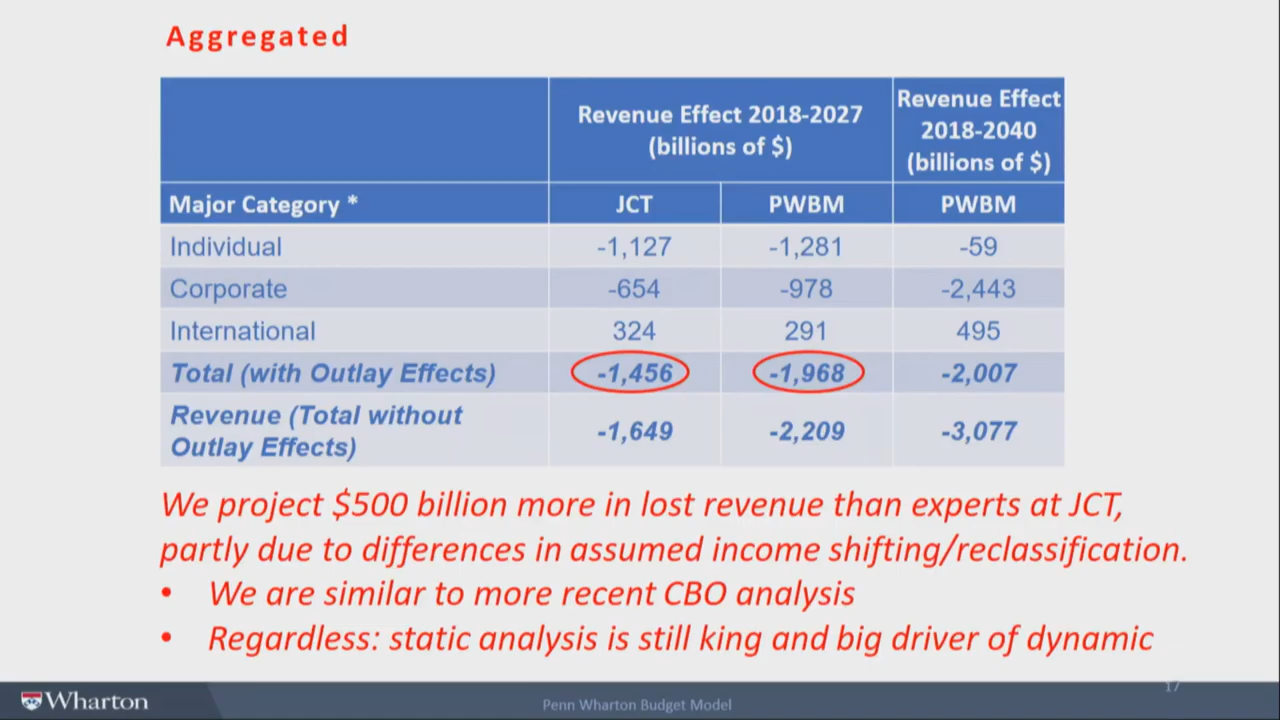 Aggregated
Revenue Effect 2018-2027
(billions of $)
Revenue Effect
2018-2040
(billions of $)
Major Category * JCT PWBM PWBM
Individual -1,127 -1,281 -59
Corporate -654 -978 -2,443
International 324 291 495
Total (with Outlay Effects) -1,456 -1,968 -2,007
Revenue (Total without
Outlay Effects) -1,649 -2,209 -3,077
We project $500 billion more in lost revenue than experts at JCT,
partly due to differences in assumed income shifting/reclassification.
• We are similar to more recent CBO analysis
• Regardless: static analysis is still king and big driver of dynamic
17
Wharton
Penn Wharton Budget Model